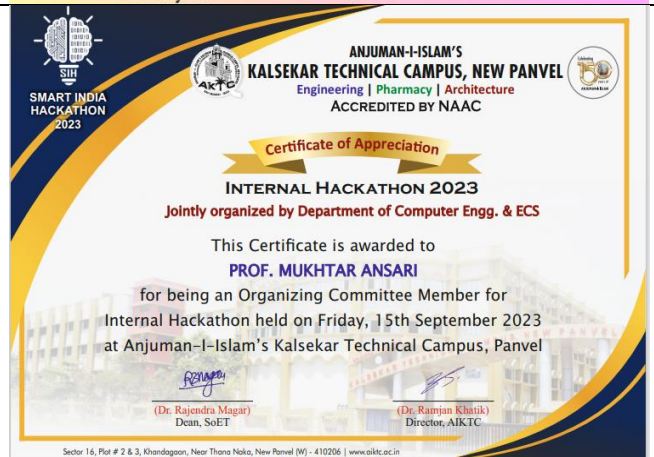 SIH
SMART INDIA
HACKATHON
2023
AKTC
ANJUMAN-I-ISLAM'S
KALSEKAR TECHNICAL CAMPUS, NEW PANVEL
Engineering | Pharmacy | Architecture
ACCREDITED BY NAAC
Celebrating
Certificate of Appreciation
INTERNAL HACKATHON 2023
Jointly organized by Department of Computer Engg. & ECS
This Certificate is awarded to
PROF. MUKHTAR ANSARI
for being an Organizing Committee Member for
Internal Hackathon held on Friday, 15th September 2023
at Anjuman-I-Islam's Kalsekar Technical Campus, Panvel
(Dr. Rajendra Magar)
Dean, SoET
(Dr. Ramjan Khatik)
Director, AIKTC
Sector 16, Plot # 2 & 3, Khandagaon, Near Thana Naka, New Panvel (W) - 410206 | www.aiktc.ac.in